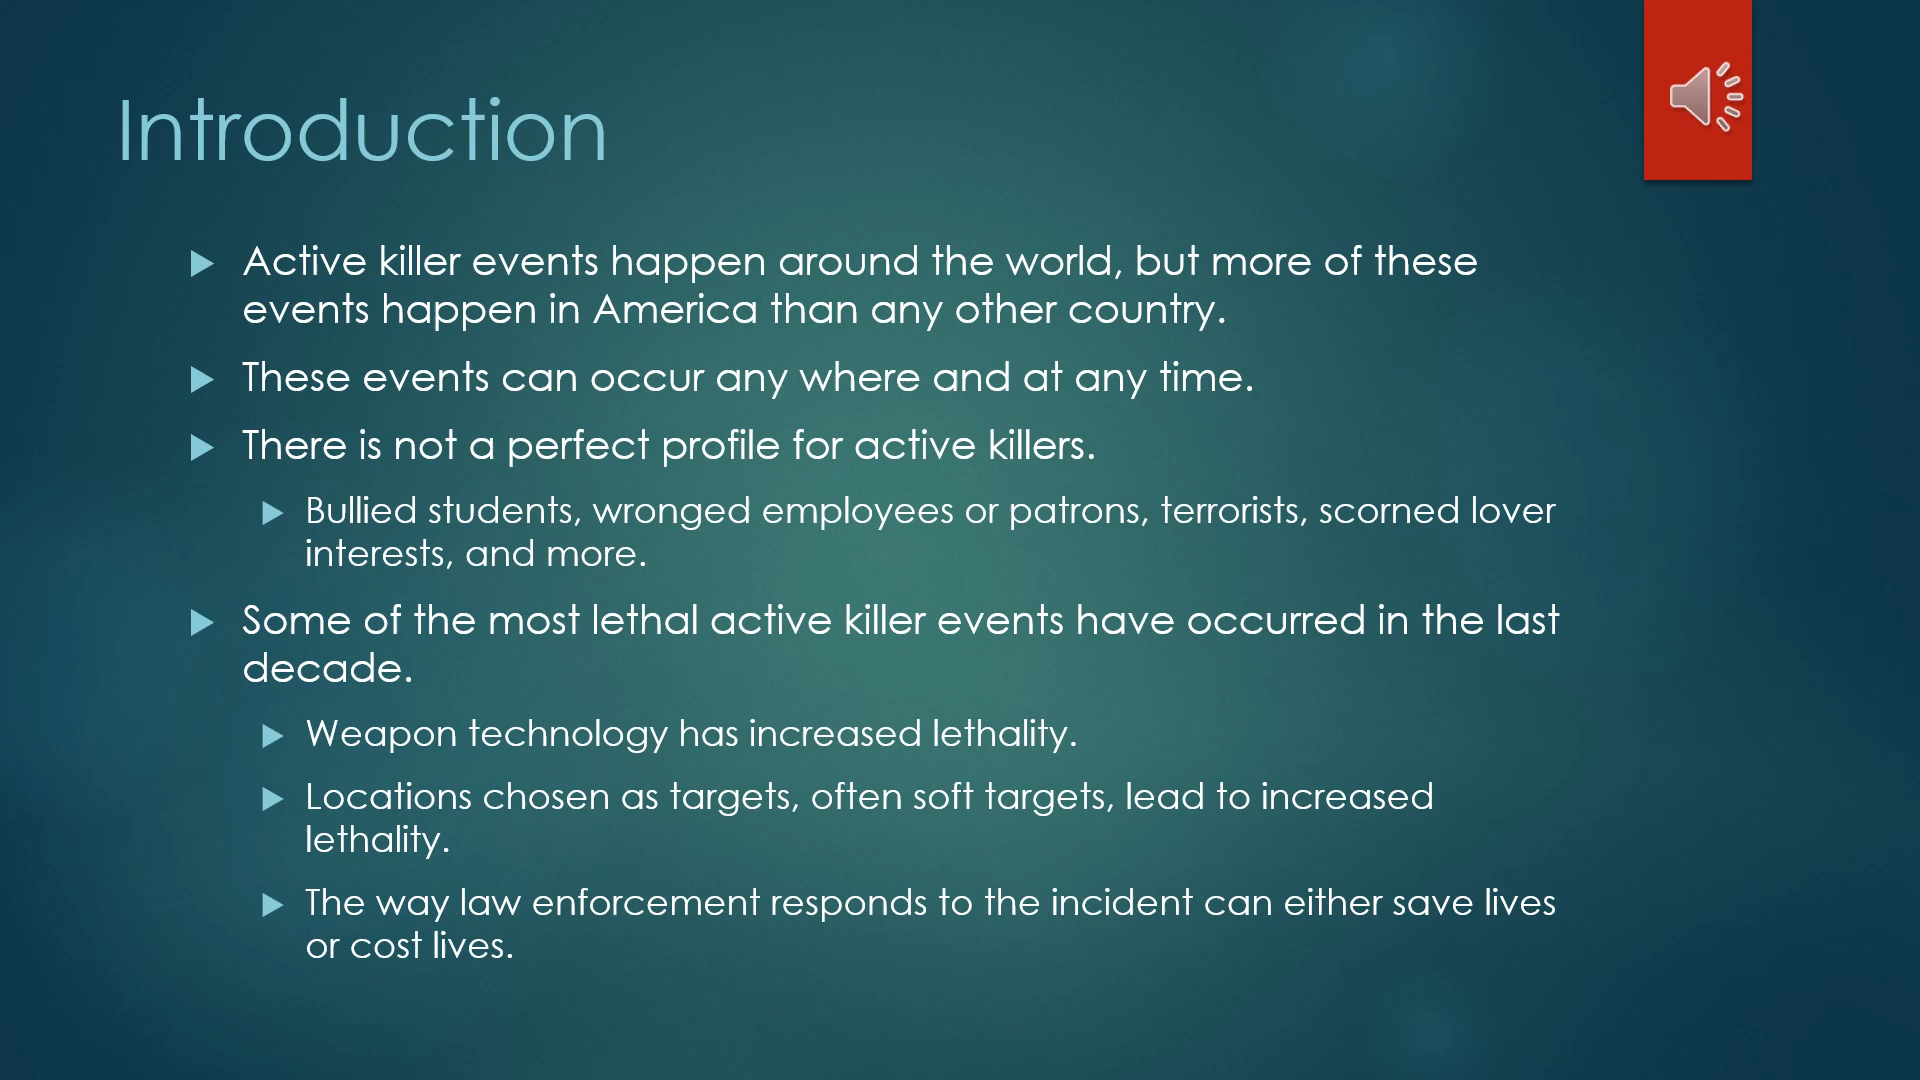 Introduction
Active killer events happen around the world, but more of these
events happen in America than any other country.
These events can occur any where and at any time.
There is not a perfect profile for active killers.
Bullied students, wronged employees or patrons, terrorists, scorned lover
interests, and more.
Some of the most lethal active killer events have occurred in the last
decade.
Weapon technology has increased lethality.
Locations chosen as targets, often soft targets, lead to increased
lethality.
The way law enforcement responds to the incident can either save lives
or cost lives.